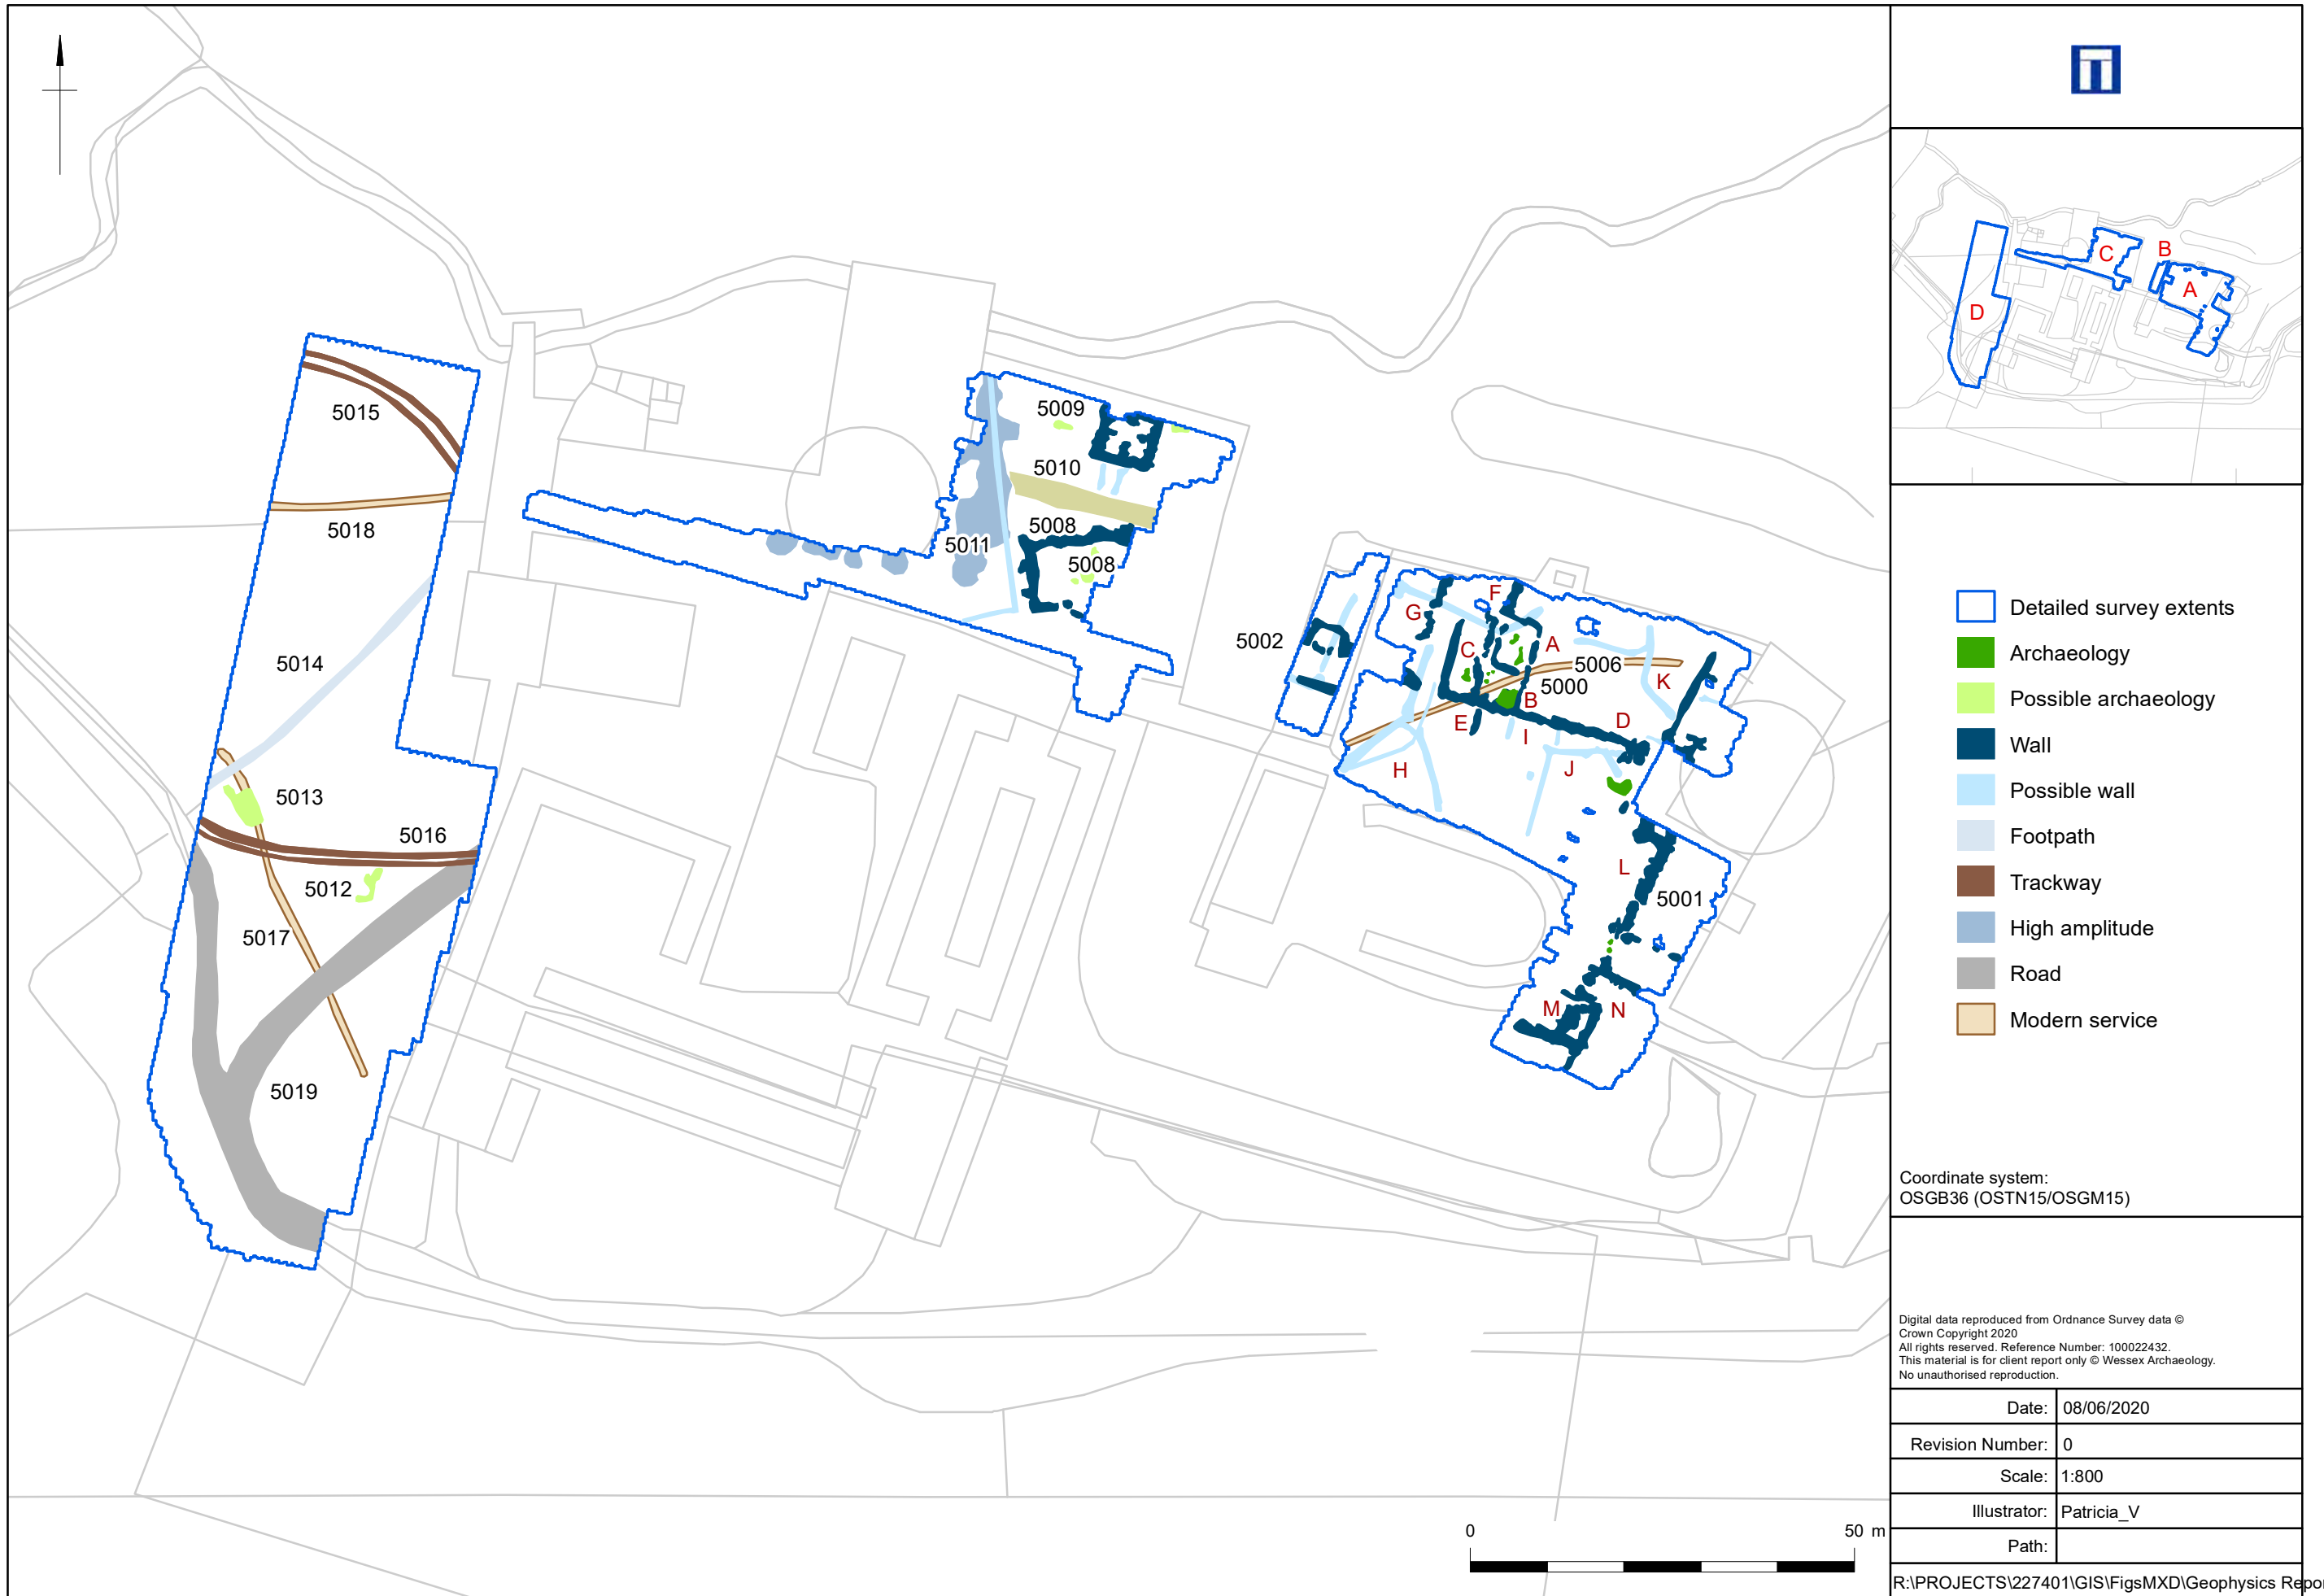 5015
5018
5014
5013
5016
5012
5017
5019
5009
5010
5008
5011
5008
5002
G
F
C
A
5006
5000
K
B
E
D
I
H
J
L
5001
M
N
0
50 m
C
B
A
D
Detailed survey extents
Archaeology
Possible archaeology
Wall
Possible wall
Footpath
Trackway
High amplitude
Road
Modern service
Coordinate system:
OSGB36 (OSTN15/OSGM15)
Digital data reproduced from Ordnance Survey data ©
Crown Copyright 2020
All rights reserved. Reference Number: 100022432.
This material is for client report only © Wessex Archaeology.
No unauthorised reproduction.
Date: 08/06/2020
Revision Number: 0
Scale: 1:800
Illustrator: Patricia_V
Path:
R:\PROJECTS\227401\GIS\FigsMXD\Geophysics Repor